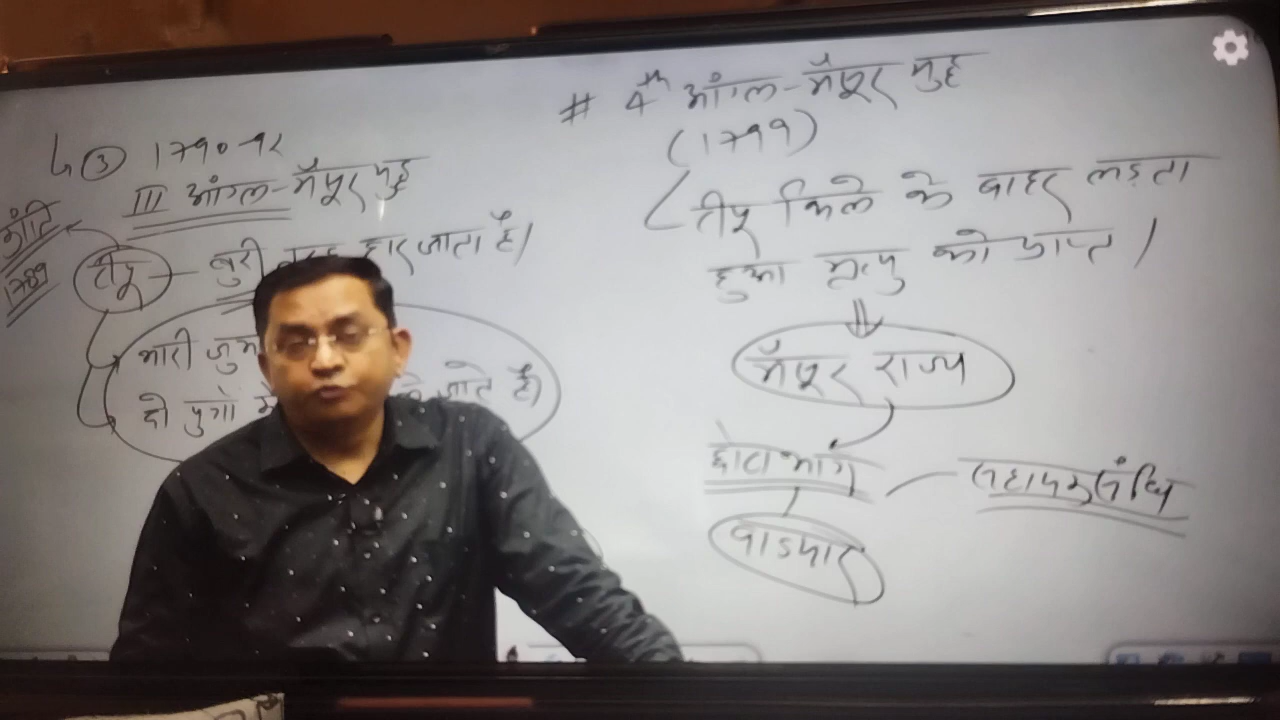 ↳ ③ 1790-92
III आंग्ल-मैसूर युद्ध
क्रांति
1789
टीपू — बुरी तरह हार जाता है।
भारी
दो पुत्रों जाते हैं।
# 4th आंग्ल-मैसूर युद्ध
(1799)
टीपू किले के बाहर लड़ता
हुआ मृत्यु को प्राप्त।
मैसूर राज्य
छोटा भाग — सहायक संधि
वाडयार